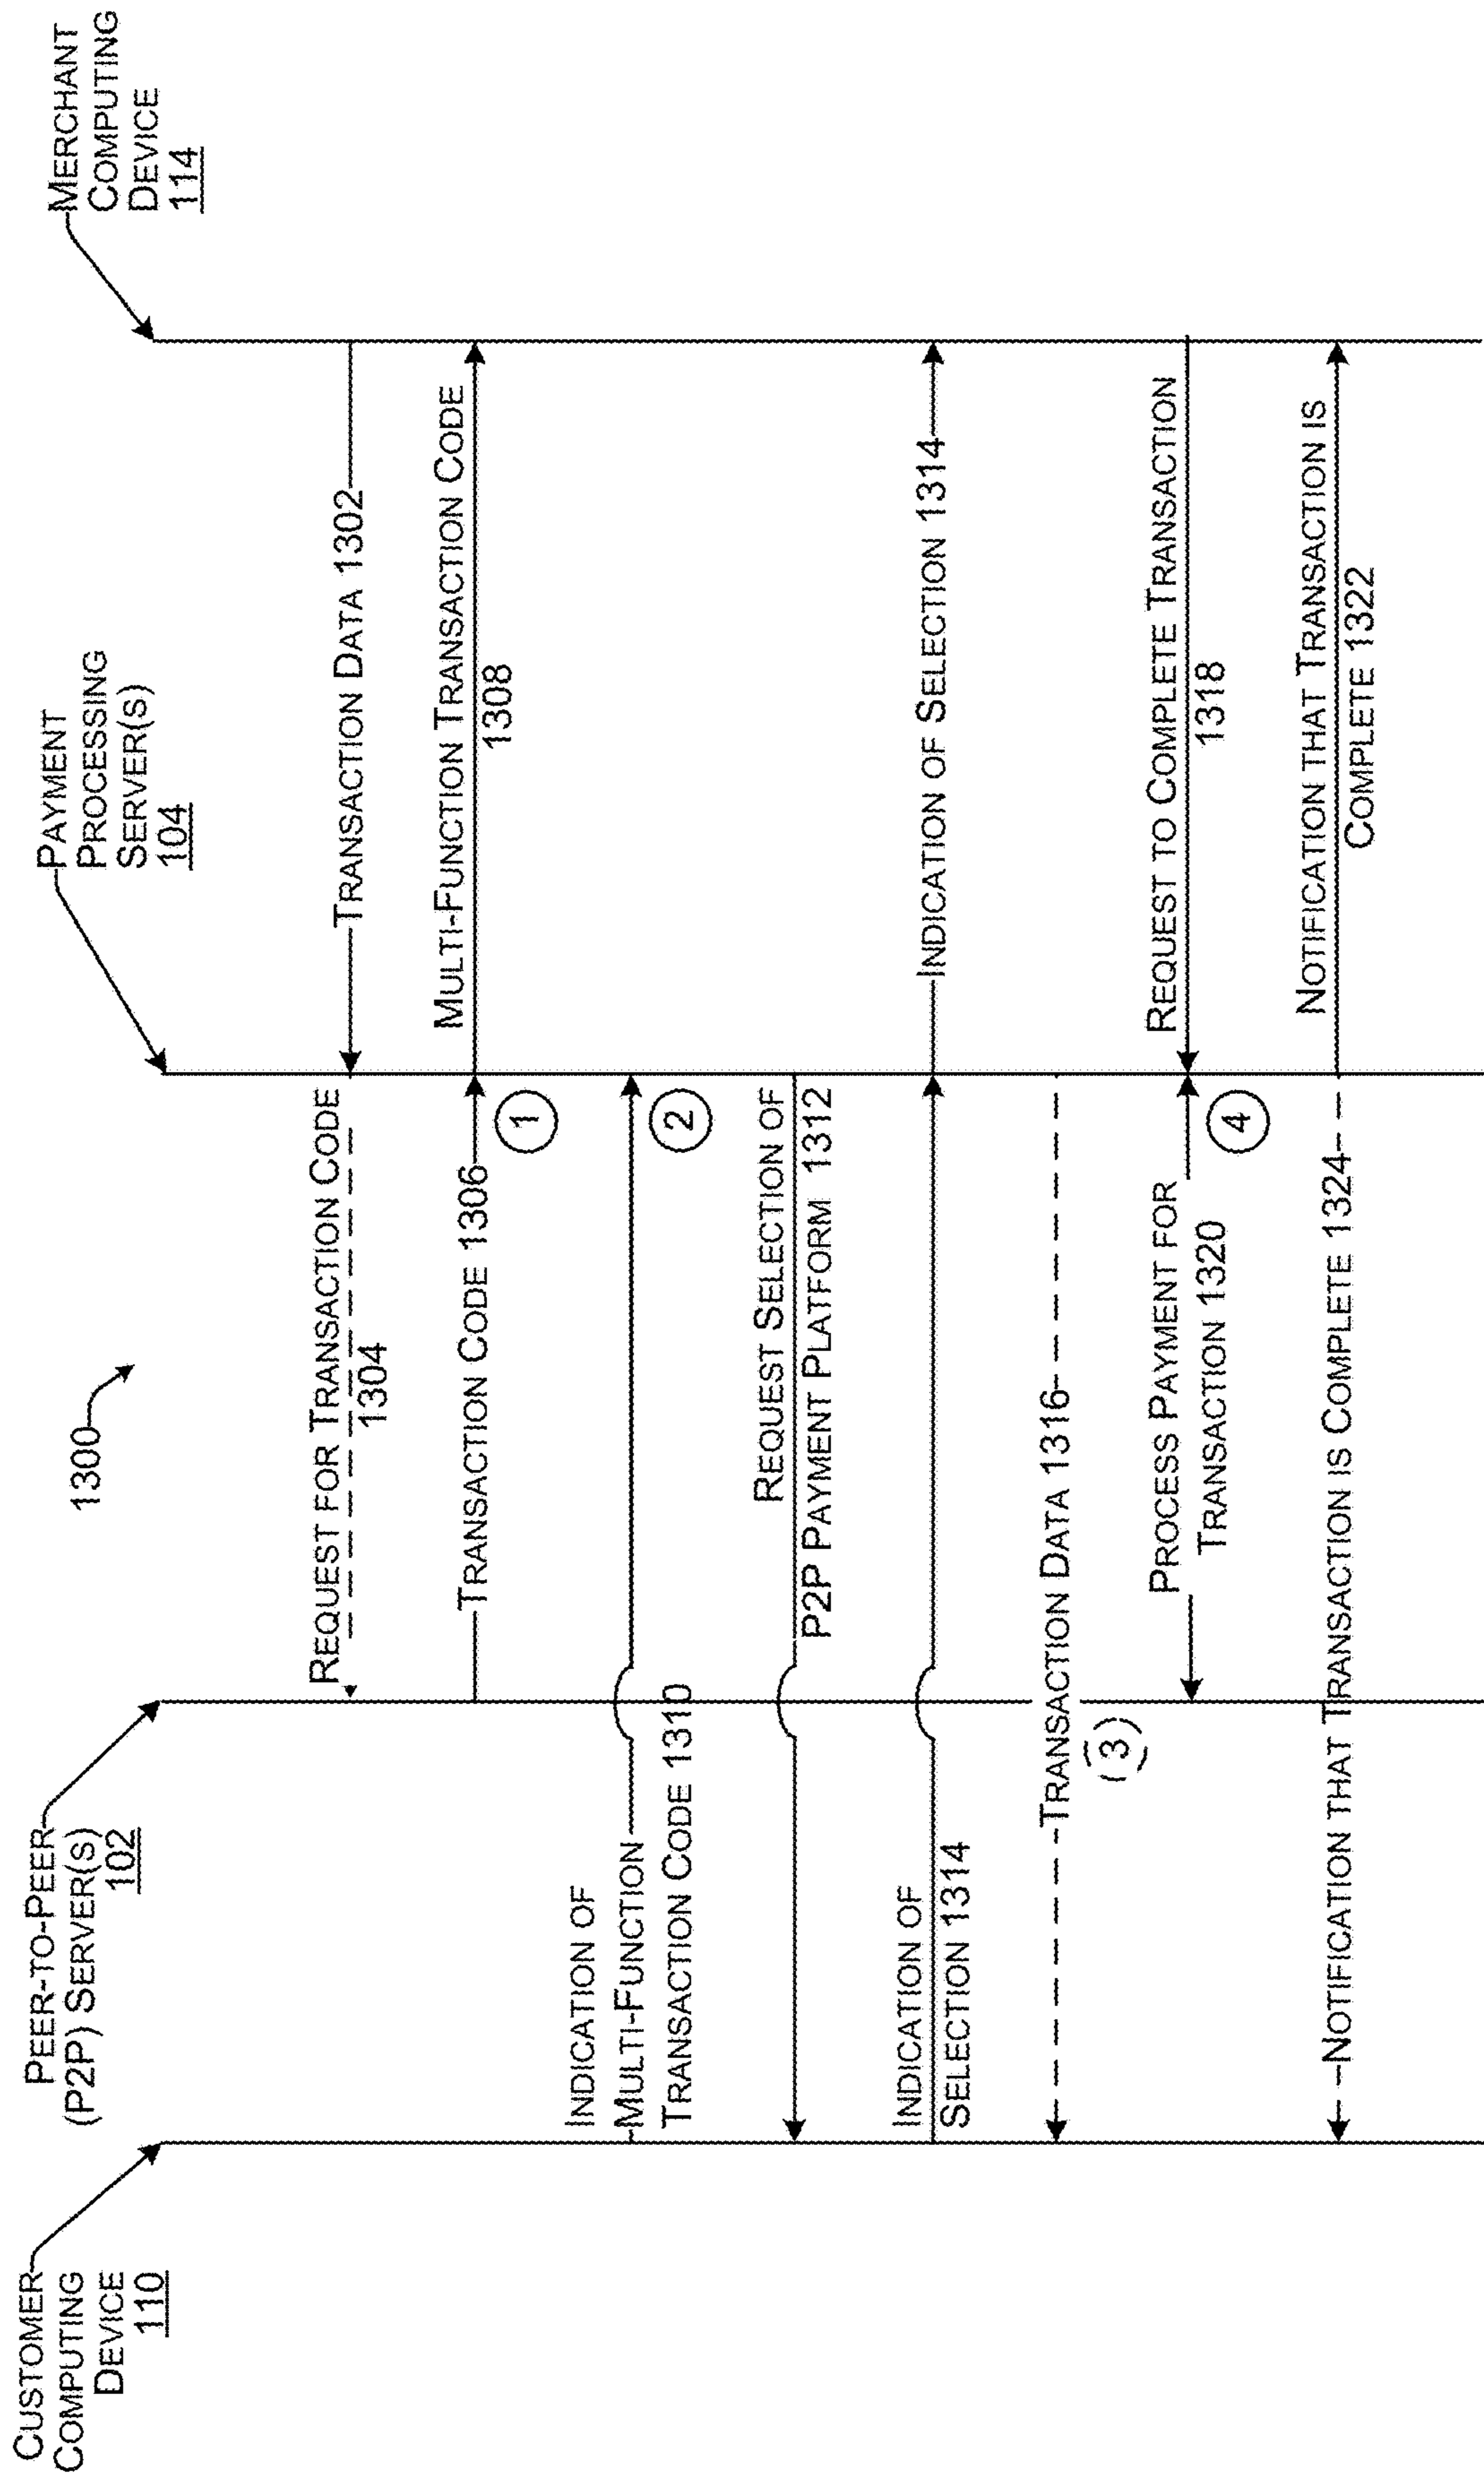 1300
CUSTOMER
COMPUTING
DEVICE
110
PEER-TO-PEER
(P2P) SERVER(S)
102
PAYMENT
PROCESSING
SERVER(S)
104
MERCHANT
COMPUTING
DEVICE
114
TRANSACTION DATA 1302
REQUEST FOR TRANSACTION CODE
1304
TRANSACTION CODE 1306
1
MULTI-FUNCTION TRANSACTION CODE
1308
INDICATION OF
MULTI-FUNCTION
TRANSACTION CODE 1310
2
REQUEST SELECTION OF
P2P PAYMENT PLATFORM 1312
INDICATION OF
SELECTION 1314
INDICATION OF SELECTION 1314
TRANSACTION DATA 1316
3
REQUEST TO COMPLETE TRANSACTION
1318
PROCESS PAYMENT FOR
TRANSACTION 1320
4
NOTIFICATION THAT TRANSACTION IS
COMPLETE 1322
NOTIFICATION THAT TRANSACTION IS COMPLETE 1324